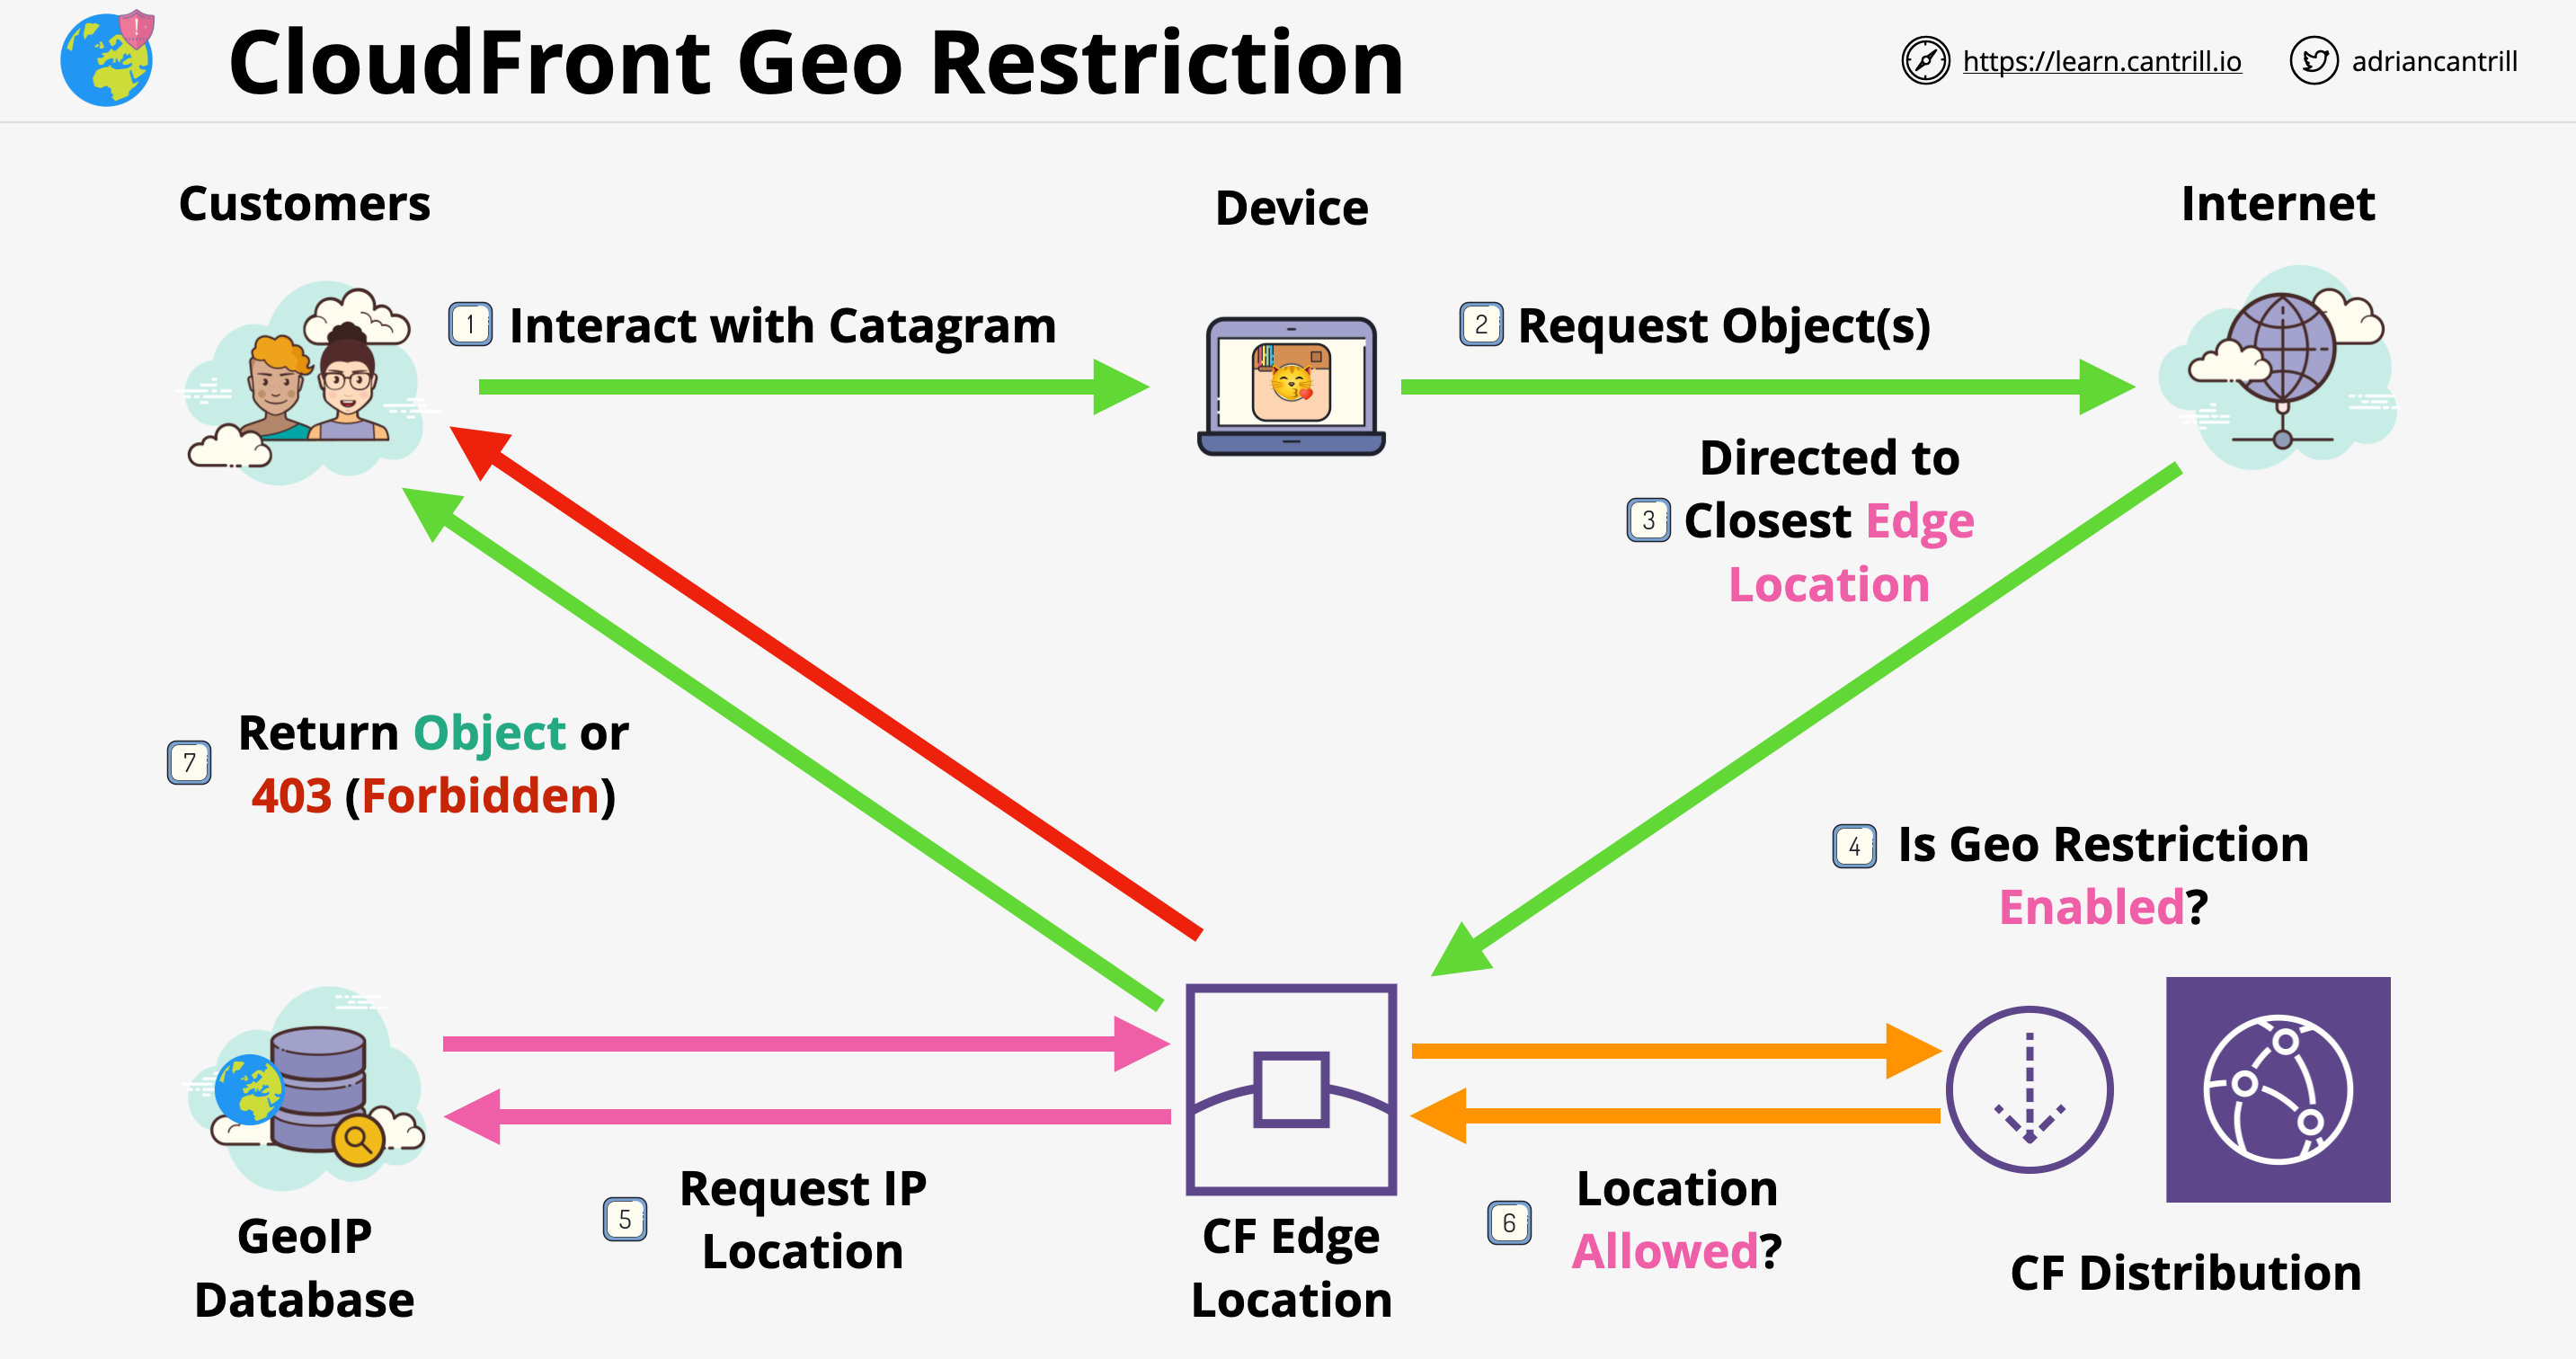 CloudFront Geo Restriction
https://learn.cantrill.io
adriancantrill
Customers
Device
Internet
1 Interact with Catagram
2 Request Object(s)
Directed to
3 Closest Edge
Location
7
Return Object or
403 (Forbidden)
4 Is Geo Restriction
Enabled?
GeoIP
Database
5
Request IP
Location
CF Edge
Location
6
Location
Allowed?
CF Distribution